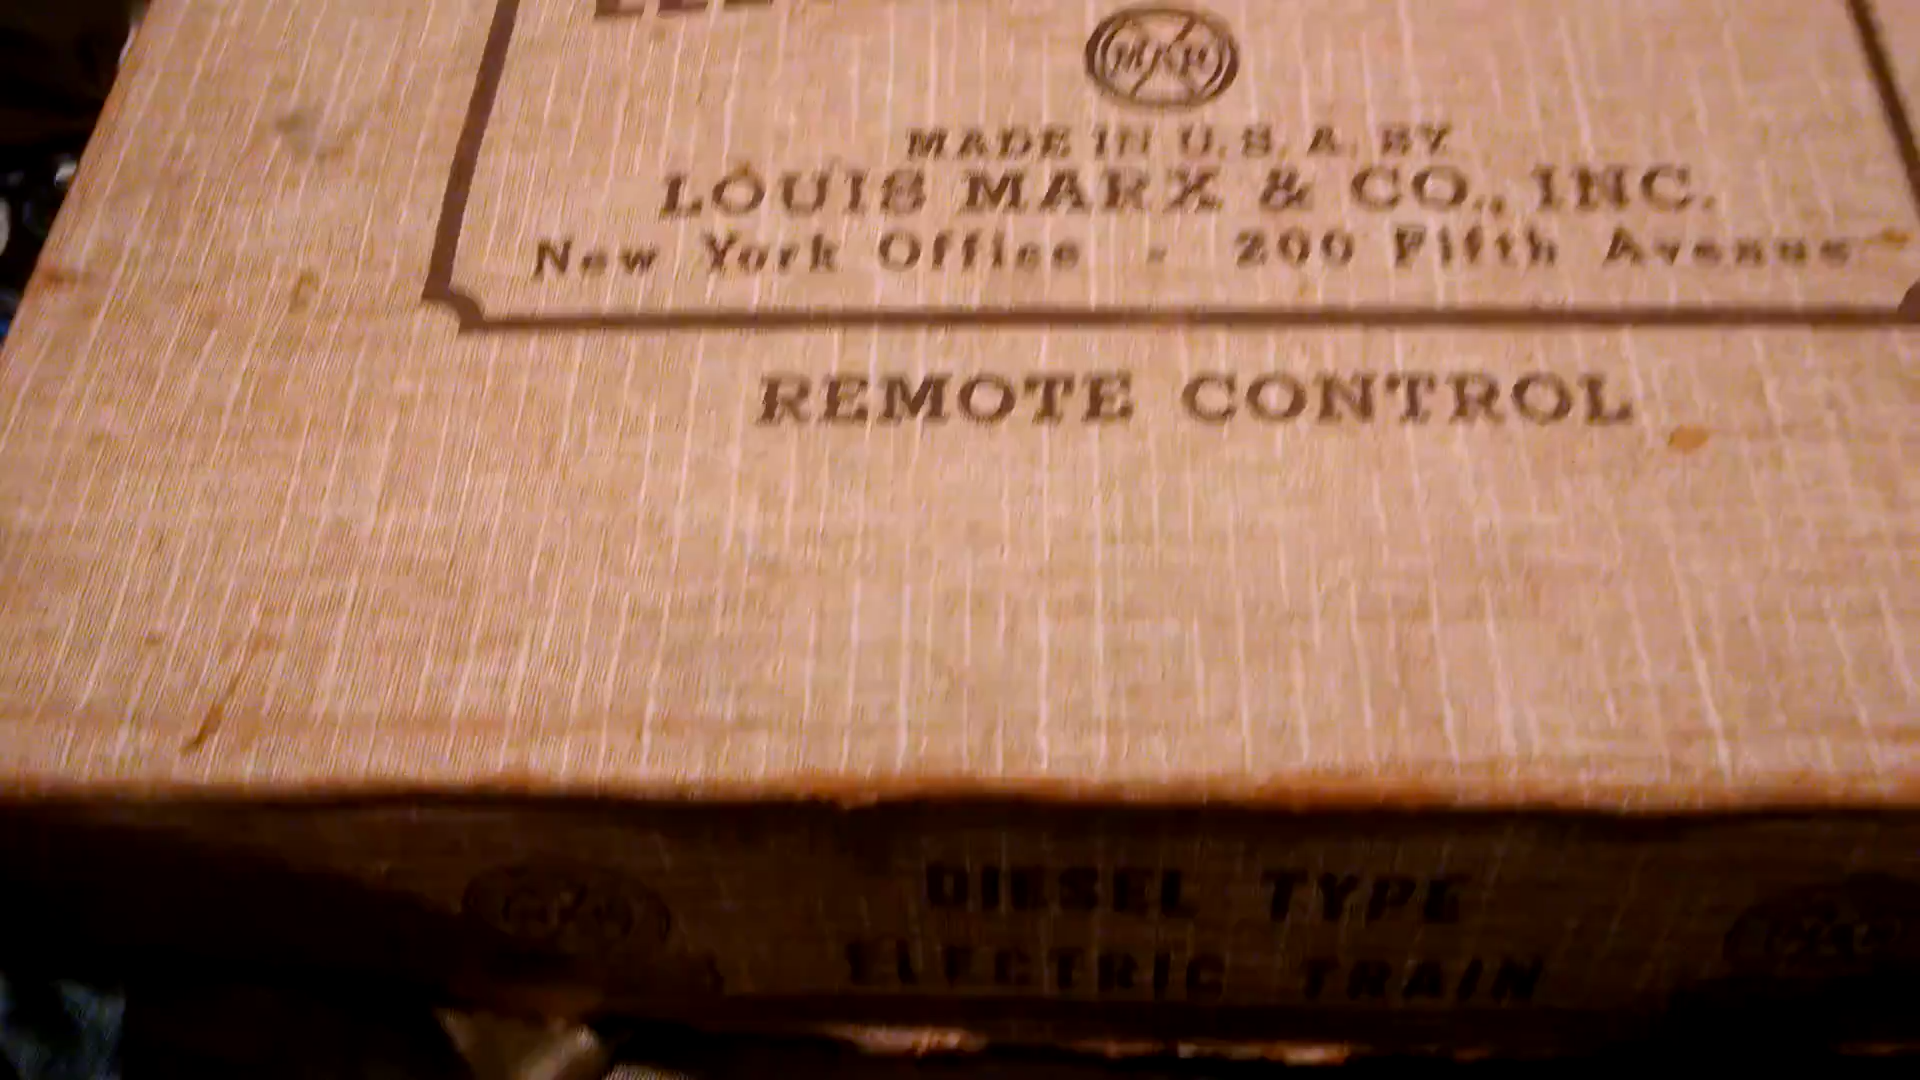 MAR
MADE IN U.S.A. BY
LOUIS MARX & CO., INC.
New York Office - 200 Fifth Avenue
REMOTE CONTROL
DIESEL TYPE
ELECTRIC TRAIN